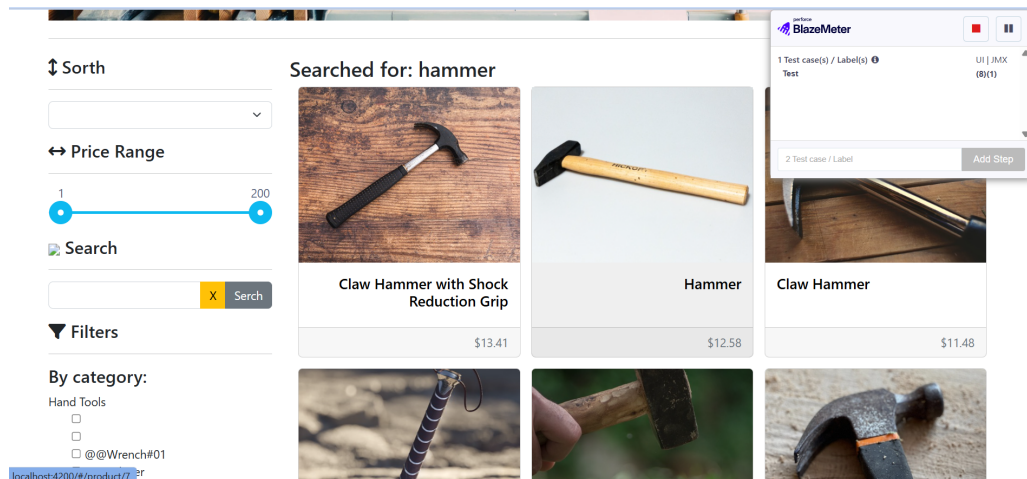 Sorth
Price Range
1 200
Search
X Serch
Filters
By category:
Hand Tools
@@Wrench#01
er
localhost:4200/#/product/7
Searched for: hammer
Claw Hammer with Shock
Reduction Grip
$13.41
Hammer
$12.58
Claw Hammer
$11.48
perforce
BlazeMeter
1 Test case(s) / Label(s) UI | JMX
Test (8)(1)
2 Test case / Label Add Step